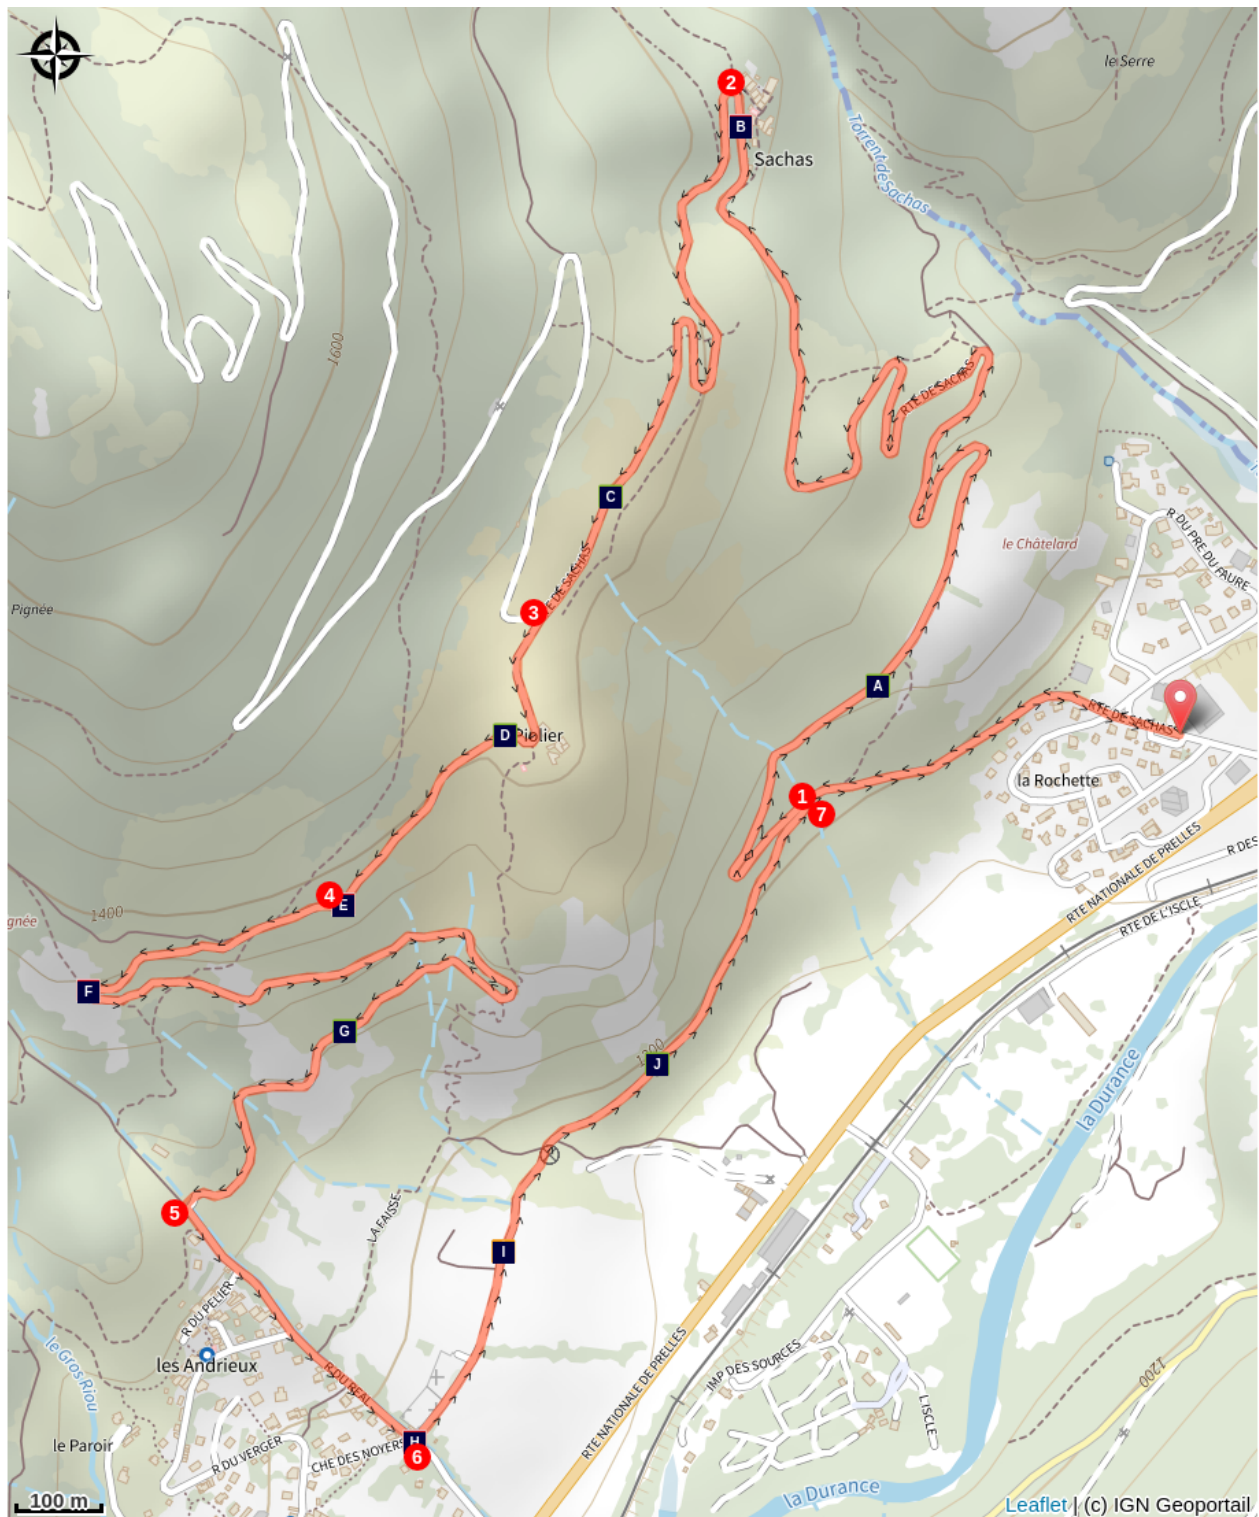 le Serre
2
B
Sachas
Torrent de Sachas
1600
RTE DE SACHAS
C
le Châtelard
R DU PRE DU FAURE
Pignée
3
E DE SACHAS
A
RTE DE SACHAS
D
Pielier
la Rochette
1
7
RTE NATIONALE DE PRELLES
R DES
4
E
1400
gnée
RTE DE L'ISCLE
F
G
1200
J
la Durance
5
LA FAISSE
I
R DU PELIER
les Andrieux
le Gros Riou
R DU REAL
IMP DES SOURCES
RTE NATIONALE DE PRELLES
1200
L'ISCLE
le Paroir
R DU VERGER
CHE DES NOYERS
H
6
la Durance
100 m
Leaflet | (c) IGN Geoportail